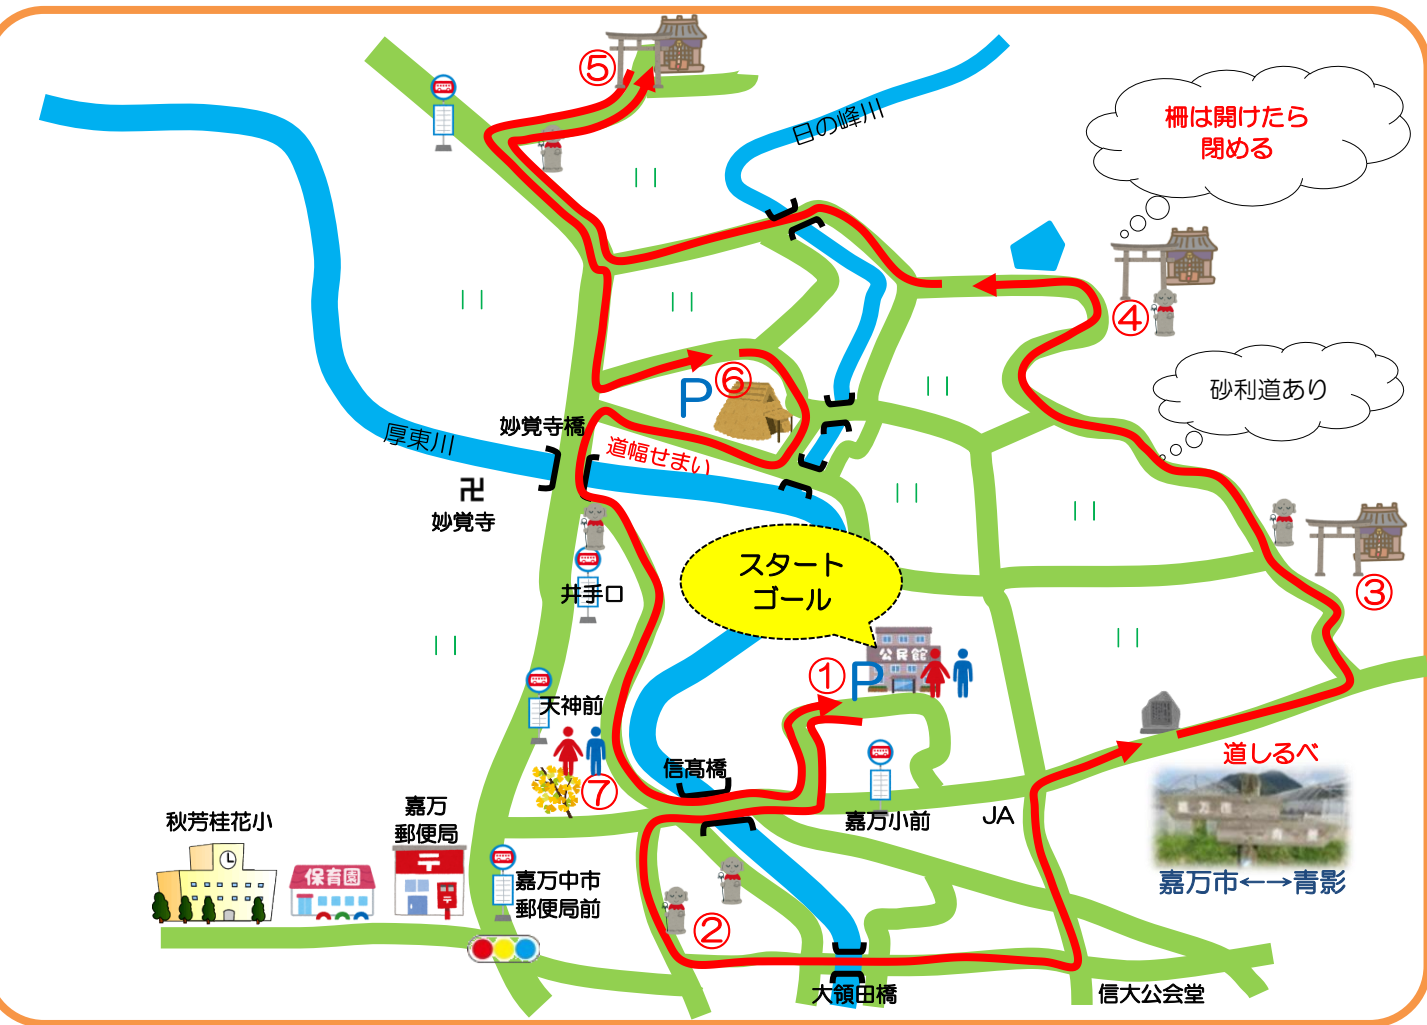 ⑤
日の峰川
柵は開けたら
閉める
④
砂利道あり
⑥
P
妙覚寺橋
厚東川
道幅せまい
卍
妙覚寺
スタート
ゴール
井手口
③
公民館
①
P
天神前
道しるべ
信髙橋
⑦
嘉万
郵便局
秋芳桂花小
嘉万小前
JA
〒
保育園
嘉万中市
郵便局前
嘉万市←→青影
②
大領田橋
信大公会堂